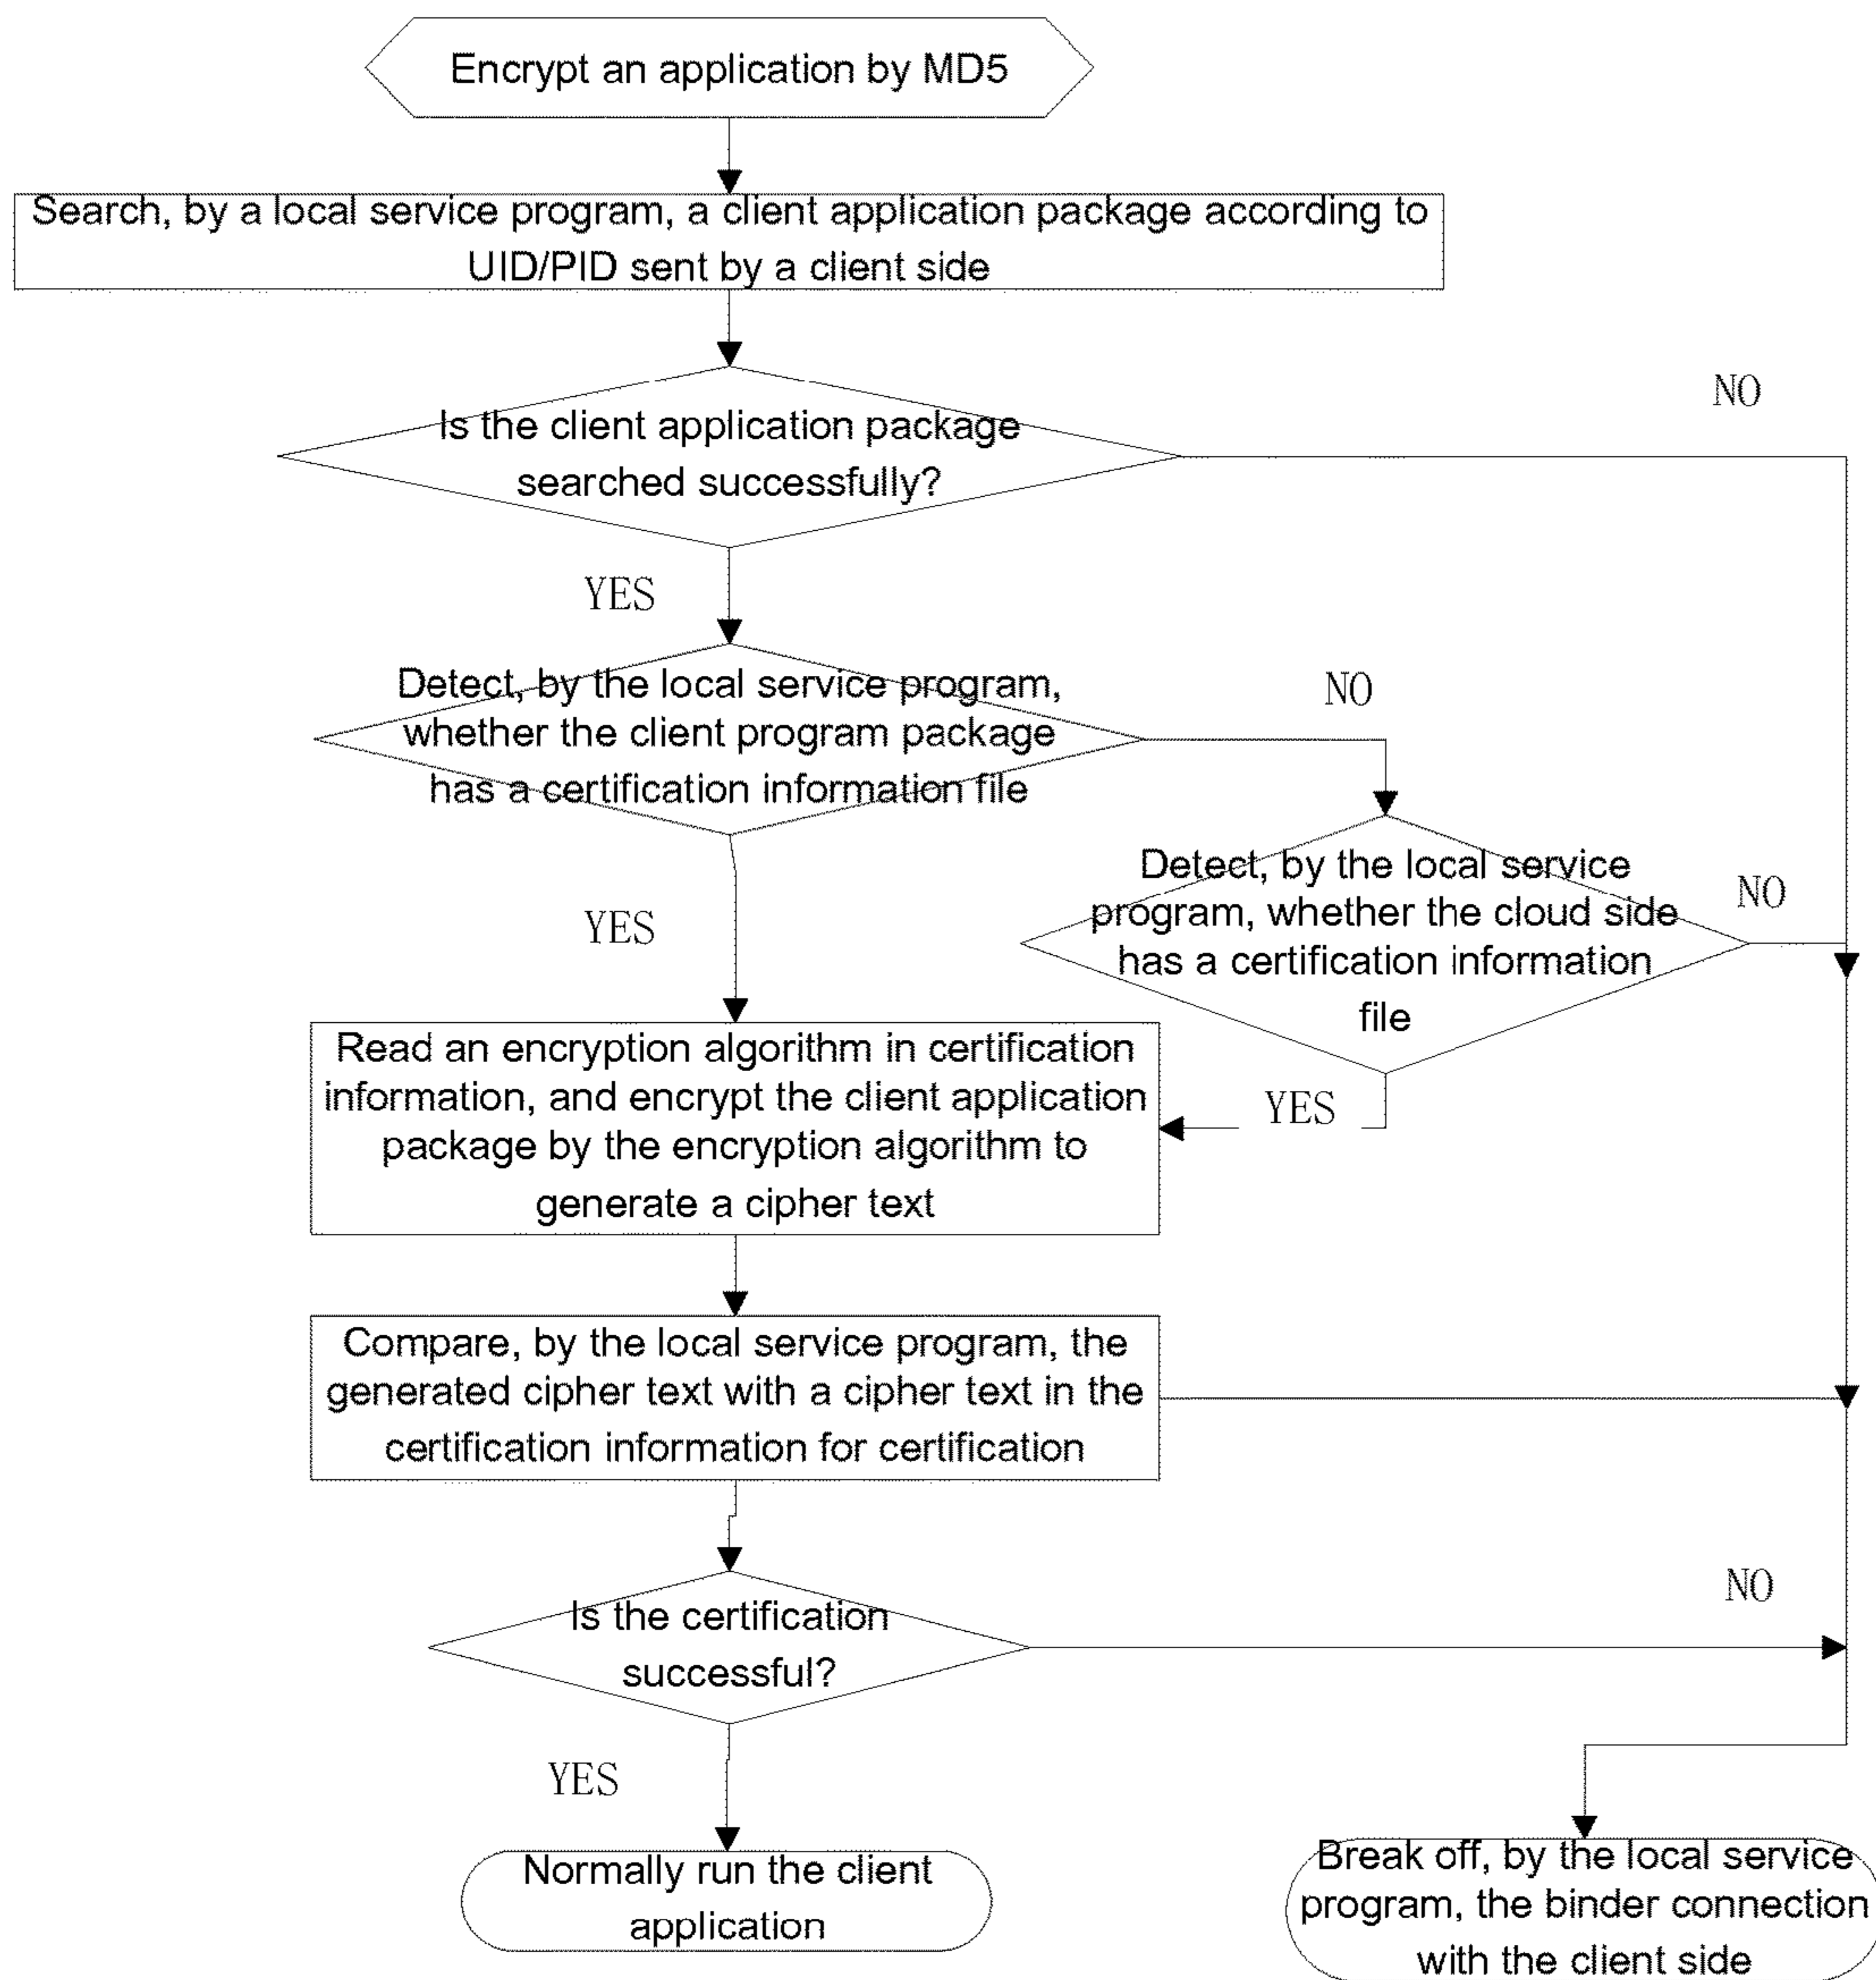 Encrypt an application by MD5
Search, by a local service program, a client application package according to
UID/PID sent by a client side
NO
Is the client application package
searched successfully?
YES
Detect, by the local service program,
whether the client program package
has a certification information file
NO
Detect, by the local service
program, whether the cloud side
has a certification information
file
NO
YES
Read an encryption algorithm in certification
information, and encrypt the client application
package by the encryption algorithm to
generate a cipher text
YES
Compare, by the local service program, the
generated cipher text with a cipher text in the
certification information for certification
Is the certification
successful?
NO
YES
Normally run the client
application
Break off, by the local service
program, the binder connection
with the client side